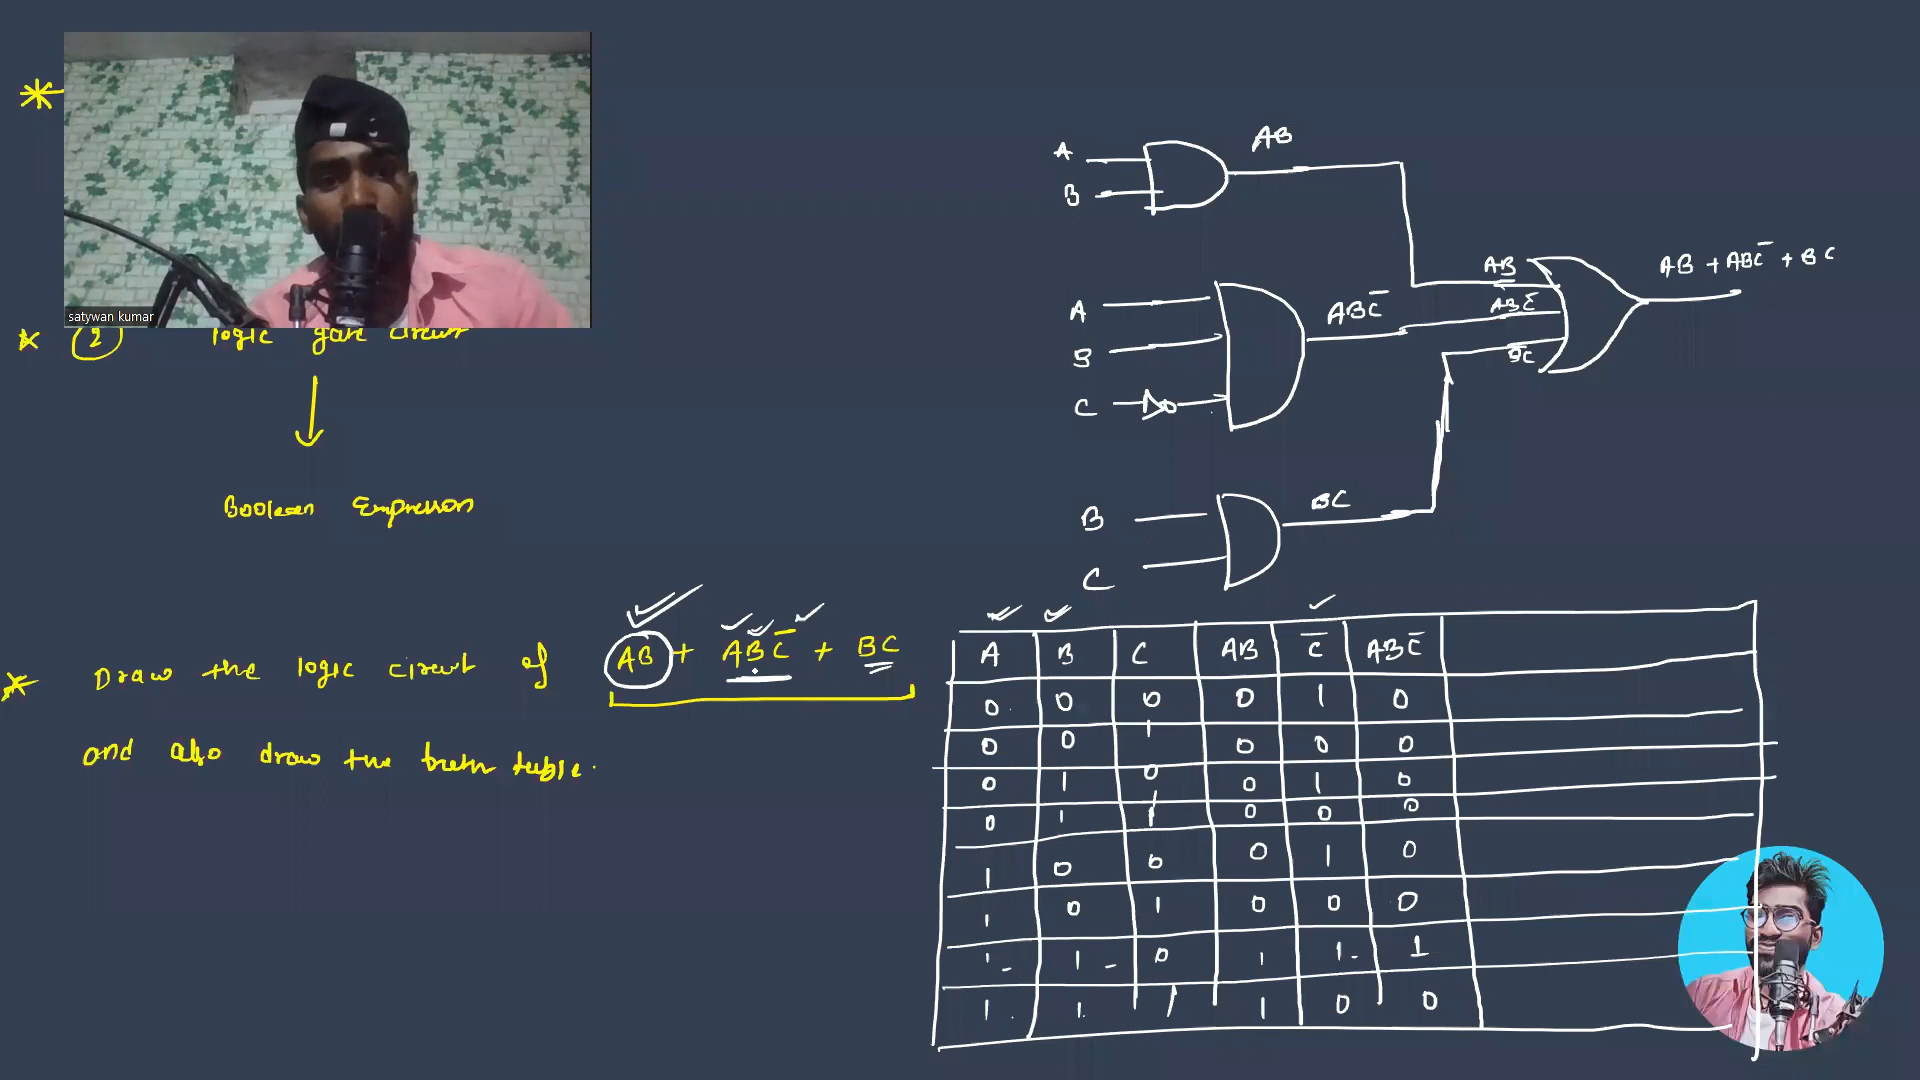 *
satywan kumar
* (2) logic gate circuit
↓
Boolean Expression
* Draw the logic circuit of AB + ABC̅ + BC
and also draw the truth table.
A
B
AB
A
B
C
ABC̅
B
C
BC
AB
ABC̅
BC
AB + ABC̅ + BC
A B C AB C̅ ABC̅
0 0 0 0 1 0
0 0 1 0 0 0
0 1 0 0 1 0
0 1 1 0 0 0
1 0 0 0 1 0
1 0 1 0 0 0
1 1 0 1 1 1
1 1 1 1 0 0